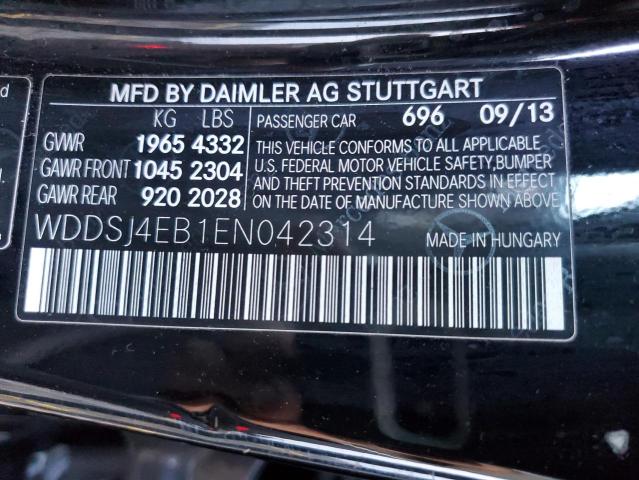 MFD BY DAIMLER AG STUTTGART
KG LBS PASSENGER CAR 696 09/13
GVWR 1965 4332
GAWR FRONT 1045 2304
GAWR REAR 920 2028
THIS VEHICLE CONFORMS TO ALL APPLICABLE
U.S. FEDERAL MOTOR VEHICLE SAFETY,BUMPER
AND THEFT PREVENTION STANDARDS IN EFFECT
ON THE DATE OF MANUFACTURE SHOWN ABOVE
WDDSJ4EB1EN042314 MADE IN HUNGARY